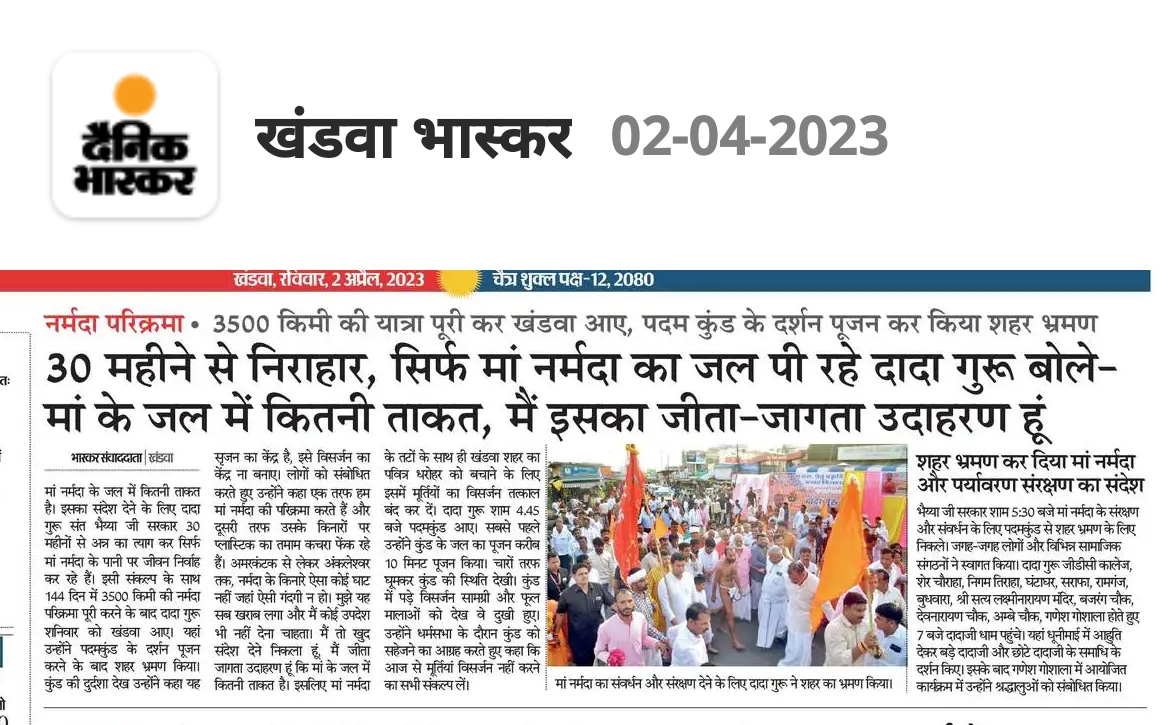 दैनिक
भास्कर
खंडवा भास्कर 02-04-2023
खंडवा, रविवार, 2 अप्रैल, 2023
चैत्र शुक्ल पक्ष-12, 2080
नर्मदा परिक्रमा • 3500 किमी की यात्रा पूरी कर खंडवा आए, पदम कुंड के दर्शन पूजन कर किया शहर भ्रमण
30 महीने से निराहार, सिर्फ मां नर्मदा का जल पी रहे दादा गुरू बोले-
मां के जल में कितनी ताकत, मैं इसका जीता-जागता उदाहरण हूं
भास्कर संवाददाता | खंडवा
मां नर्मदा के जल में कितनी ताकत
है। इसका संदेश देने के लिए दादा
गुरू संत भैय्या जी सरकार 30
महीनों से अन्न का त्याग कर सिर्फ
मां नर्मदा के पानी पर जीवन निर्वाह
कर रहे हैं। इसी संकल्प के साथ
144 दिन में 3500 किमी की नर्मदा
परिक्रमा पूरी करने के बाद दादा गुरू
शनिवार को खंडवा आए। यहां
उन्होंने पदमकुंड के दर्शन पूजन
करने के बाद शहर भ्रमण किया।
कुंड की दुर्दशा देख उन्होंने कहा यह
सृजन का केंद्र है, इसे विसर्जन का
केंद्र ना बनाए। लोगों को संबोधित
करते हुए उन्होंने कहा एक तरफ हम
मां नर्मदा की परिक्रमा करते हैं और
दूसरी तरफ उसके किनारों पर
प्लास्टिक का तमाम कचरा फेंक रहे
हैं। अमरकंटक से लेकर अंकलेश्वर
तक, नर्मदा के किनारे ऐसा कोई घाट
नहीं जहां ऐसी गंदगी न हो। मुझे यह
सब खराब लगा और मैं कोई उपदेश
भी नहीं देना चाहता। मैं तो खुद
संदेश देने निकला हूं, मैं जीता
जागता उदाहरण हूं कि मां के जल में
कितनी ताकत है। इसलिए मां नर्मदा
के तटों के साथ ही खंडवा शहर का
पवित्र धरोहर को बचाने के लिए
इसमें मूर्तियों का विसर्जन तत्काल
बंद कर दें। दादा गुरू शाम 4.45
बजे पदमकुंड आए। सबसे पहले
उन्होंने कुंड के जल का पूजन करीब
10 मिनट पूजन किया। चारों तरफ
घूमकर कुंड की स्थिति देखी। कुंड
में पड़े विसर्जन सामग्री और फूल
मालाओं को देख वे दुखी हुए।
उन्होंने धर्मसभा के दौरान कुंड को
सहेजने का आग्रह करते हुए कहा कि
आज से मूर्तियां विसर्जन नहीं करने
का सभी संकल्प लें।
मां नर्मदा का संवर्धन और संरक्षण देने के लिए दादा गुरू ने शहर का भ्रमण किया।
शहर भ्रमण कर दिया मां नर्मदा
और पर्यावरण संरक्षण का संदेश
भैय्या जी सरकार शाम 5:30 बजे मां नर्मदा के संरक्षण
और संवर्धन के लिए पदमकुंड से शहर भ्रमण के लिए
निकले। जगह-जगह लोगों और विभिन्न सामाजिक
संगठनों ने स्वागत किया। दादा गुरू जीडीसी कालेज,
शेर चौराहा, निगम तिराहा, घंटाघर, सराफा, रामगंज,
बुधवारा, श्री सत्य लक्ष्मीनारायण मंदिर, बजरंग चौक,
देवनारायण चौक, अम्बे चौक, गणेश गोशाला होते हुए
7 बजे दादाजी धाम पहुंचे। यहां धूनीमाई में आहुति
देकर बड़े दादाजी और छोटे दादाजी के समाधि के
दर्शन किए। इसके बाद गणेश गोशाला में आयोजित
कार्यक्रम में उन्होंने श्रद्धालुओं को संबोधित किया।